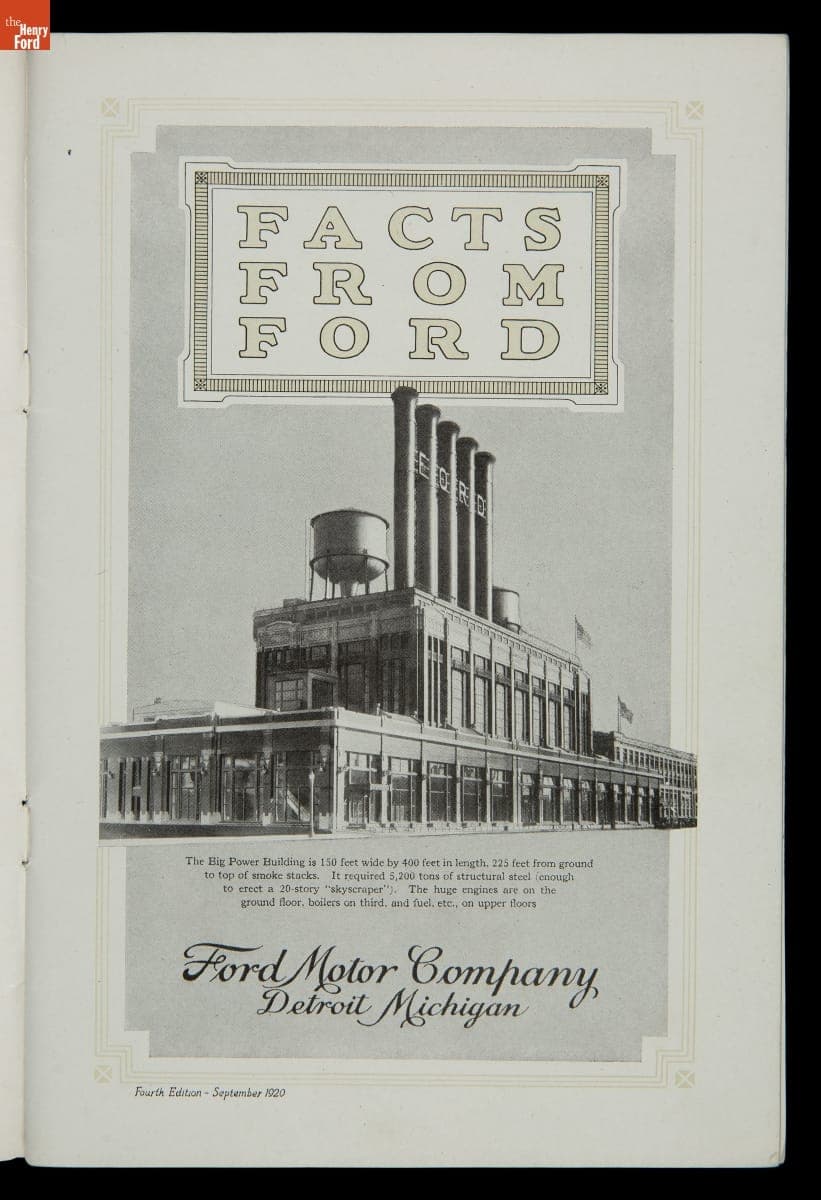 the
Henry
Ford
FACTS
FROM
FORD
FORD
The Big Power Building is 150 feet wide by 400 feet in length, 225 feet from ground
to top of smoke stacks. It required 5,200 tons of structural steel (enough
to erect a 20-story "skyscraper"). The huge engines are on the
ground floor, boilers on third, and fuel, etc., on upper floors
Ford Motor Company
Detroit Michigan
Fourth Edition - September 1920